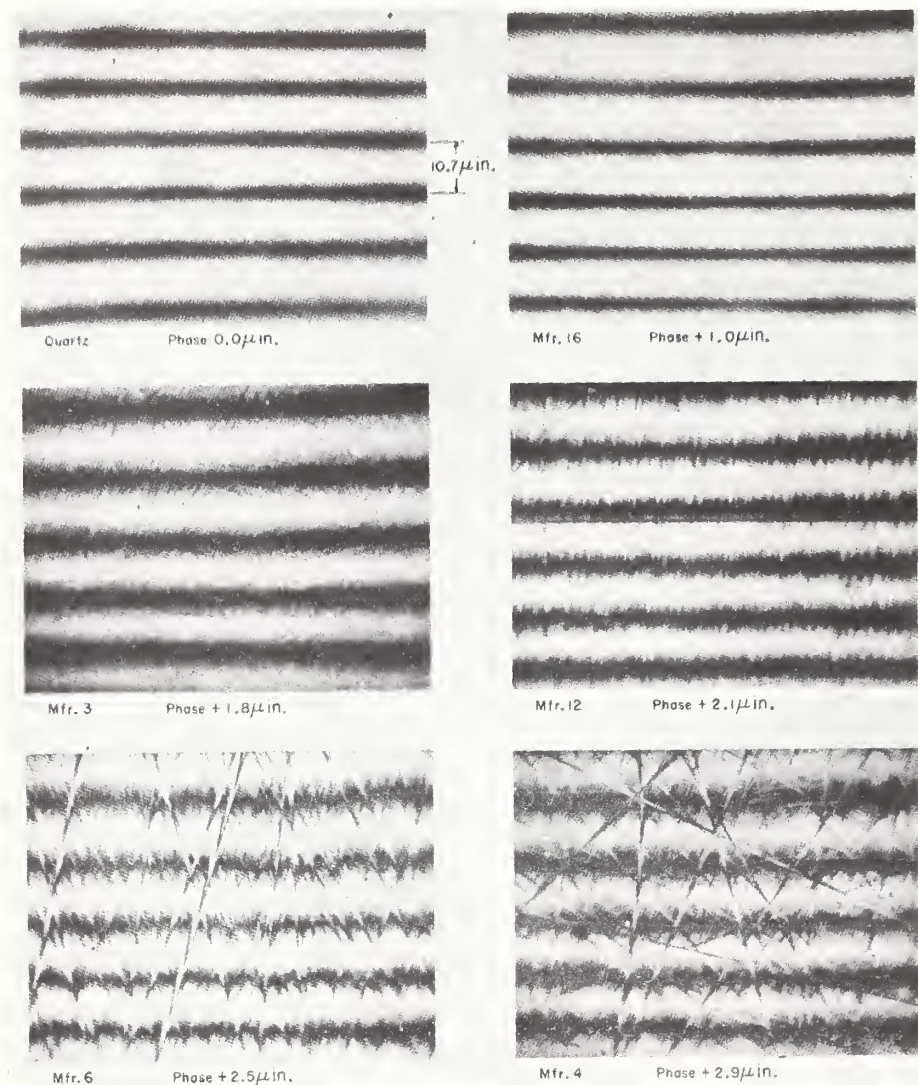 10.7μin.
Quartz Phase 0.0μin.
Mfr. 16 Phase + 1.0μin.
Mfr. 3 Phase + 1.8μin.
Mfr. 12 Phase + 2.1μin.
Mfr. 6 Phase + 2.5μin.
Mfr. 4 Phase + 2.9μin.